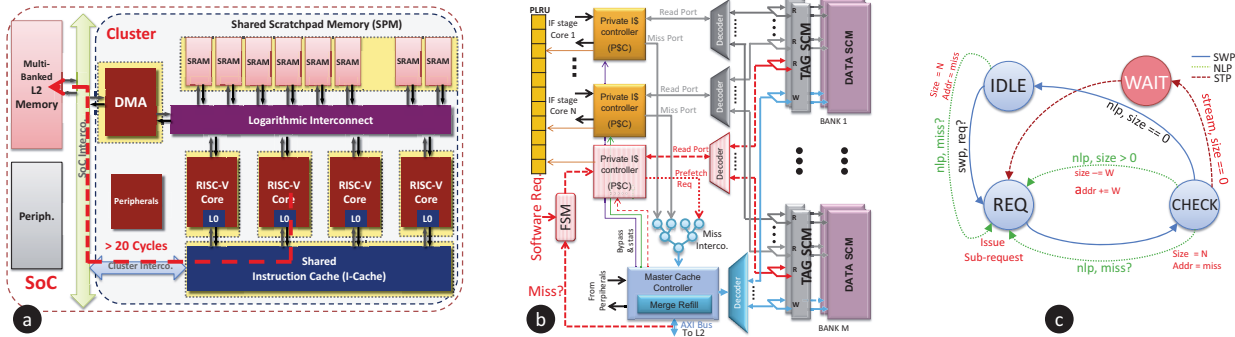 Shared Scratchpad Memory (SPM)
Cluster
Multi-
Banked
L2
Memory
SoC Interco.
SRAM
SRAM
SRAM
SRAM
SRAM
SRAM
SRAM
SRAM
DMA
Logarithmic Interconnect
RISC-V
Core
L0
RISC-V
Core
L0
RISC-V
Core
L0
RISC-V
Core
L0
Peripherals
Periph.
> 20 Cycles
Cluster Interco.
Shared
Instruction Cache (I-Cache)
SoC
a
PLRU
IF stage
Core 1
Private I$
controller
(P$C)
Read Port
Miss Port
Decoder
IF stage
Core N
Private I$
controller
(P$C)
Read Port
Miss Port
Decoder
Private I$
controller
(P$C)
Read Port
Prefetch
Req
Decoder
Software Req
FSM
Miss?
Bypass
& stats
Miss
Interco.
From
Perpherals
Master Cache
Controller
Merge Refill
Decoder
AXI Bus
To L2
R
R
W
TAG SCM
DATA SCM
BANK 1
R
R
W
TAG SCM
DATA SCM
BANK M
b
SWP
NLP
STP
Size = N
Addr = miss
IDLE
WAIT
nlp, miss?
swp, req?
nlp, size == 0
stream, size == 0
nlp, size > 0
size -= W
addr += W
REQ
CHECK
Issue
Sub-request
nlp, miss?
Size = N
Addr = miss
c